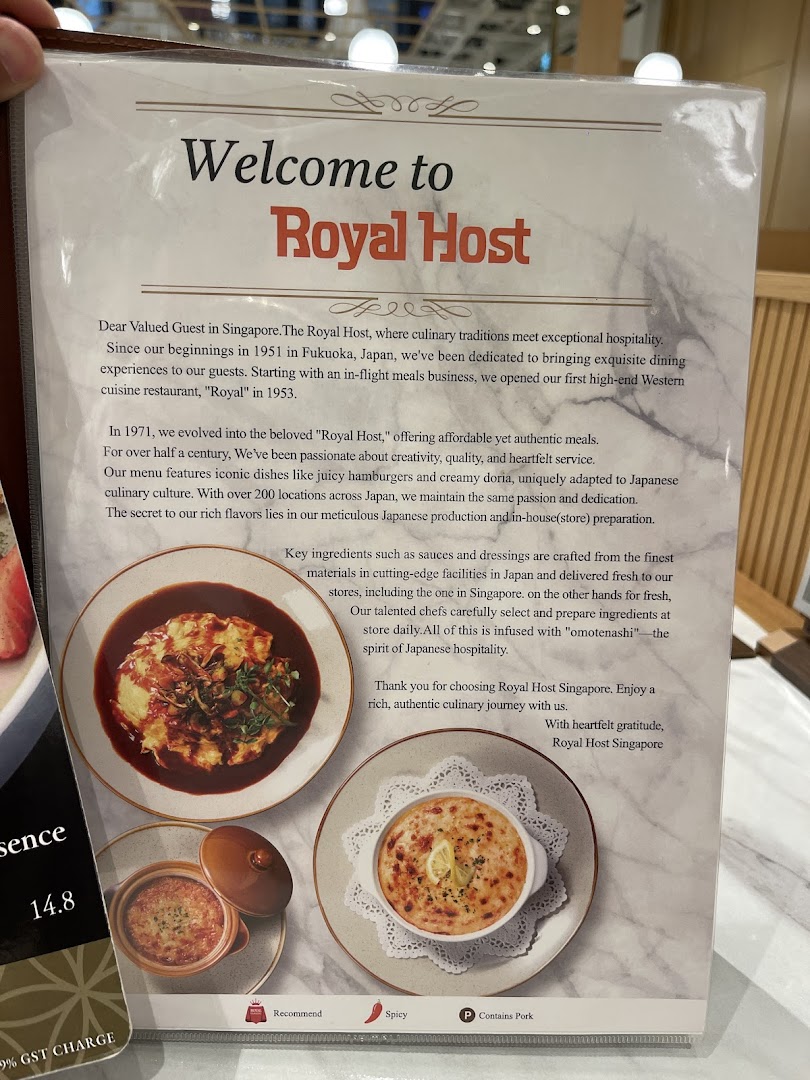 Welcome to
Royal Host
Dear Valued Guest in Singapore.The Royal Host, where culinary traditions meet exceptional hospitality.
Since our beginnings in 1951 in Fukuoka, Japan, we've been dedicated to bringing exquisite dining
experiences to our guests. Starting with an in-flight meals business, we opened our first high-end Western
cuisine restaurant, "Royal" in 1953.
In 1971, we evolved into the beloved "Royal Host," offering affordable yet authentic meals.
For over half a century, We've been passionate about creativity, quality, and heartfelt service.
Our menu features iconic dishes like juicy hamburgers and creamy doria, uniquely adapted to Japanese
culinary culture. With over 200 locations across Japan, we maintain the same passion and dedication.
The secret to our rich flavors lies in our meticulous Japanese production and in-house(store) preparation.
Key ingredients such as sauces and dressings are crafted from the finest
materials in cutting-edge facilities in Japan and delivered fresh to our
stores, including the one in Singapore. on the other hands for fresh,
Our talented chefs carefully select and prepare ingredients at
store daily.All of this is infused with "omotenashi"—the
spirit of Japanese hospitality.
Thank you for choosing Royal Host Singapore. Enjoy a
rich, authentic culinary journey with us.
With heartfelt gratitude,
Royal Host Singapore
sence
14.8
9% GST CHARGE
Recommend
Spicy
P Contains Pork